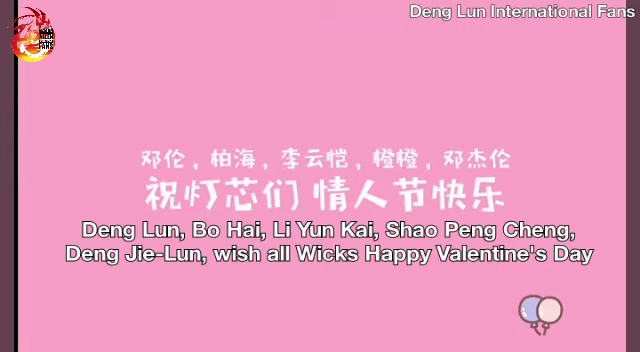 Deng Lun International Fans
邓伦，柏海，李云恺，橙橙，邓杰伦
祝灯芯们 情人节快乐
Deng Lun, Bo Hai, Li Yun Kai, Shao Peng Cheng,
Deng Jie-Lun, wish all Wicks Happy Valentine's Day